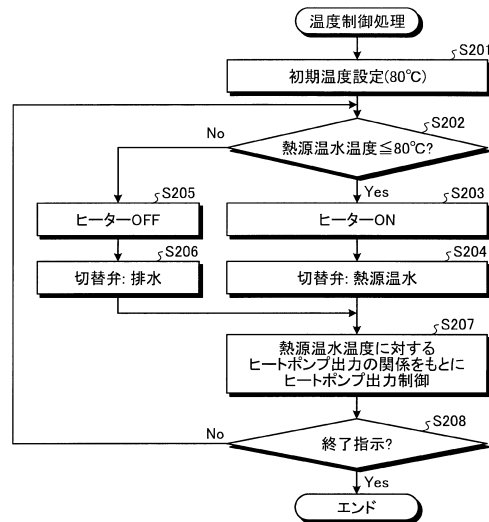 温度制御処理
S201
初期温度設定(80℃)
S202
No
熱源温水温度≦80℃?
Yes
S205
S203
ヒーターOFF
ヒーターON
S206
S204
切替弁: 排水
切替弁: 熱源温水
S207
熱源温水温度に対する
ヒートポンプ出力の関係をもとに
ヒートポンプ出力制御
S208
No
終了指示?
Yes
エンド